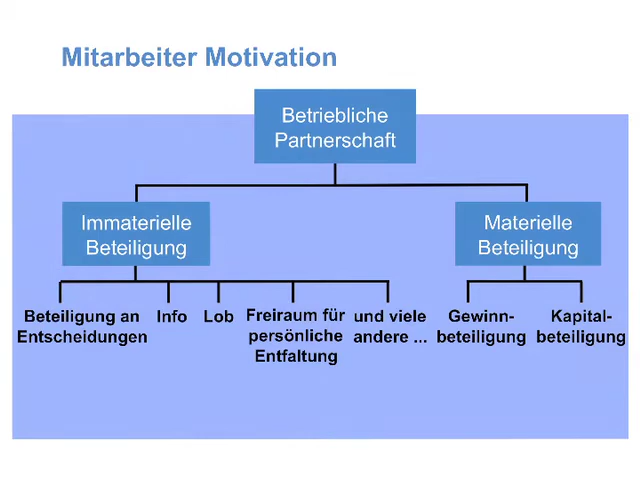 Mitarbeiter Motivation
Betriebliche
Partnerschaft
Immaterielle
Beteiligung
Materielle
Beteiligung
Beteiligung an
Entscheidungen
Info
Lob
Freiraum für
persönliche
Entfaltung
und viele
andere ...
Gewinn-
beteiligung
Kapital-
beteiligung